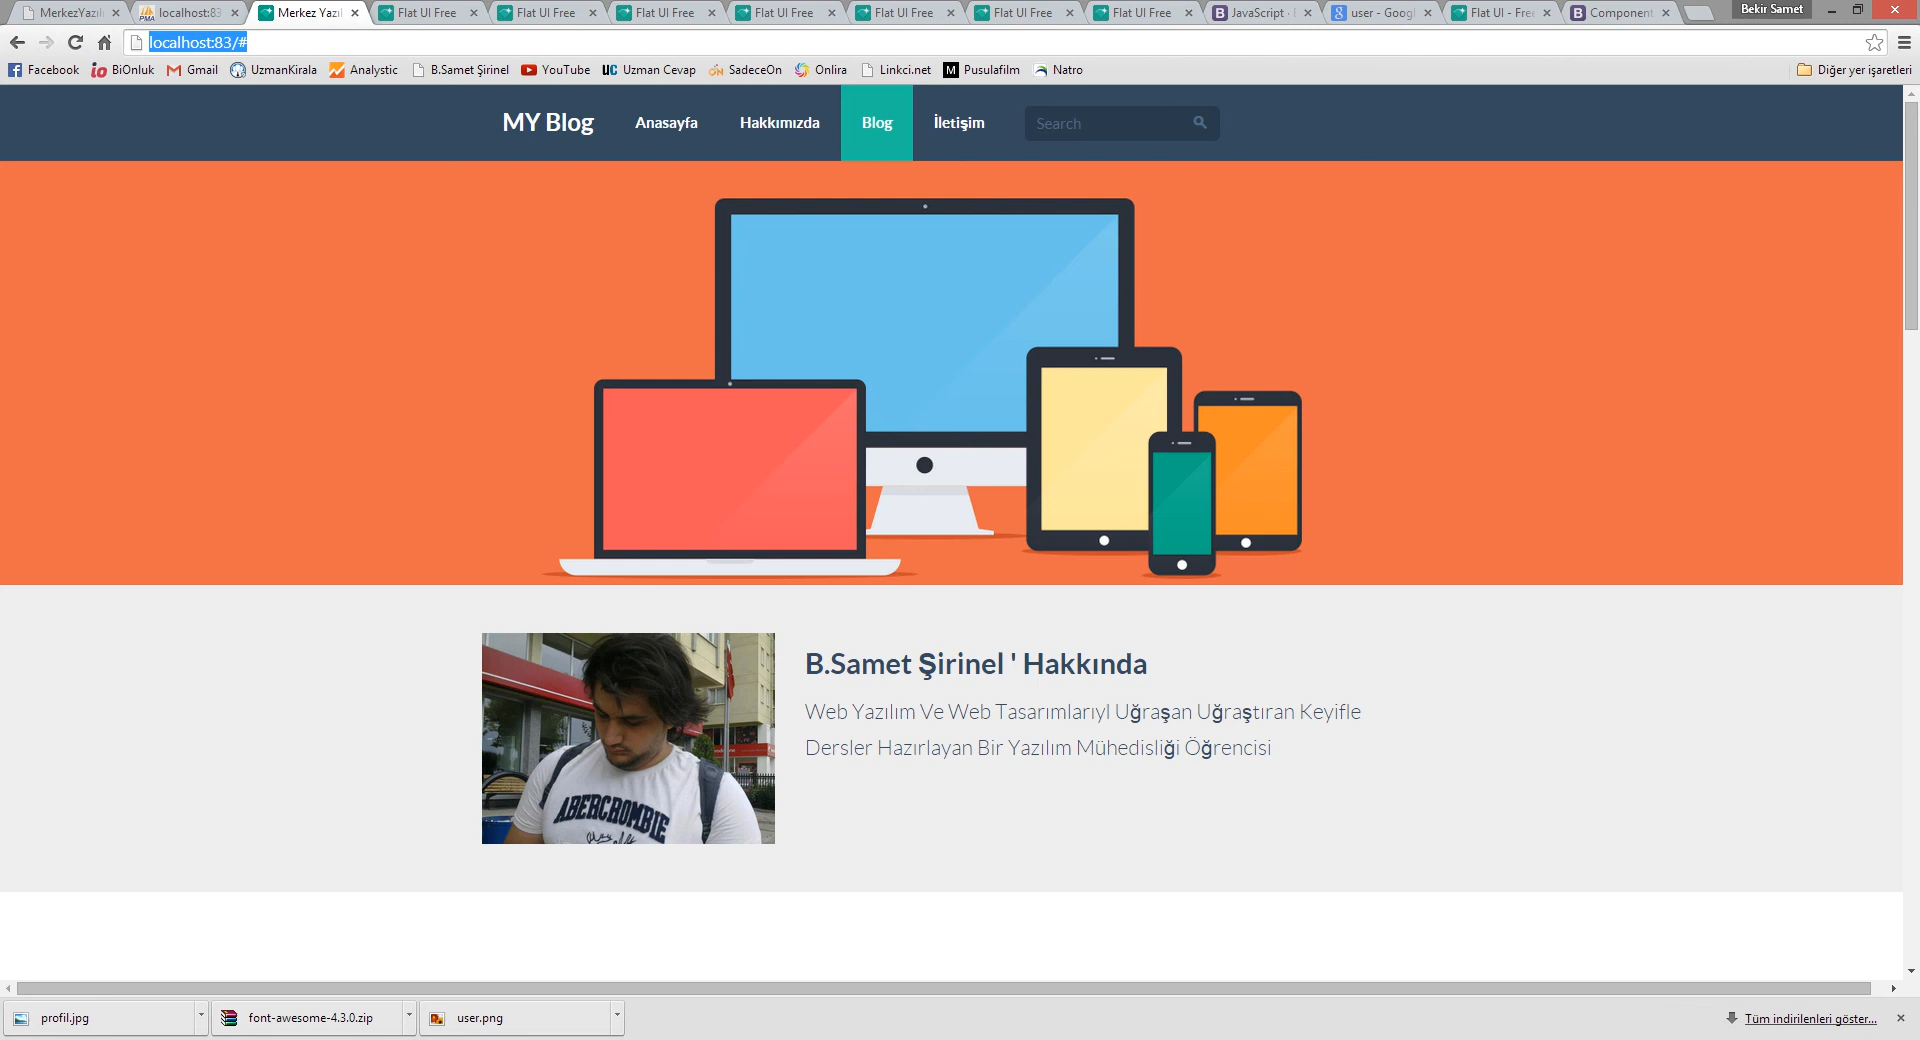 MerkezYazılı
localhost:83
Merkez Yazıl
Flat UI Free
Flat UI Free
Flat UI Free
Flat UI Free
Flat UI Free
Flat UI Free
Flat UI Free
JavaScript ·
user - Googl
Flat UI - Free
Component
Bekir Samet
localhost:83/#
Facebook
BiOnluk
Gmail
UzmanKirala
Analystic
B.Samet Şirinel
YouTube
UC Uzman Cevap
SadeceOn
Onlira
Linkci.net
M Pusulafilm
Natro
Diğer yer işaretleri
MY Blog
Anasayfa
Hakkımızda
Blog
İletişim
Search
B.Samet Şirinel ' Hakkında
Web Yazılım Ve Web Tasarımlarıyl Uğraşan Uğraştıran Keyifle
Dersler Hazırlayan Bir Yazılım Mühedisliği Öğrencisi
ABERCROMBIE
profil.jpg
font-awesome-4.3.0.zip
user.png
Tüm indirilenleri göster...